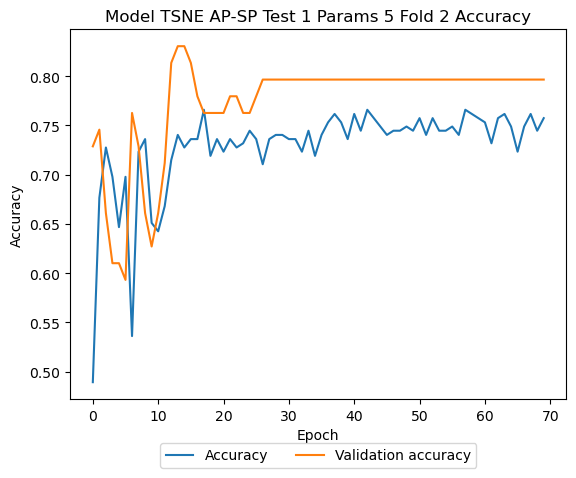 Model TSNE AP-SP Test 1 Params 5 Fold 2 Accuracy
0.80
0.75
0.70
0.65
0.60
0.55
0.50
Accuracy
0 10 20 30 40 50 60 70
Epoch
Accuracy Validation accuracy